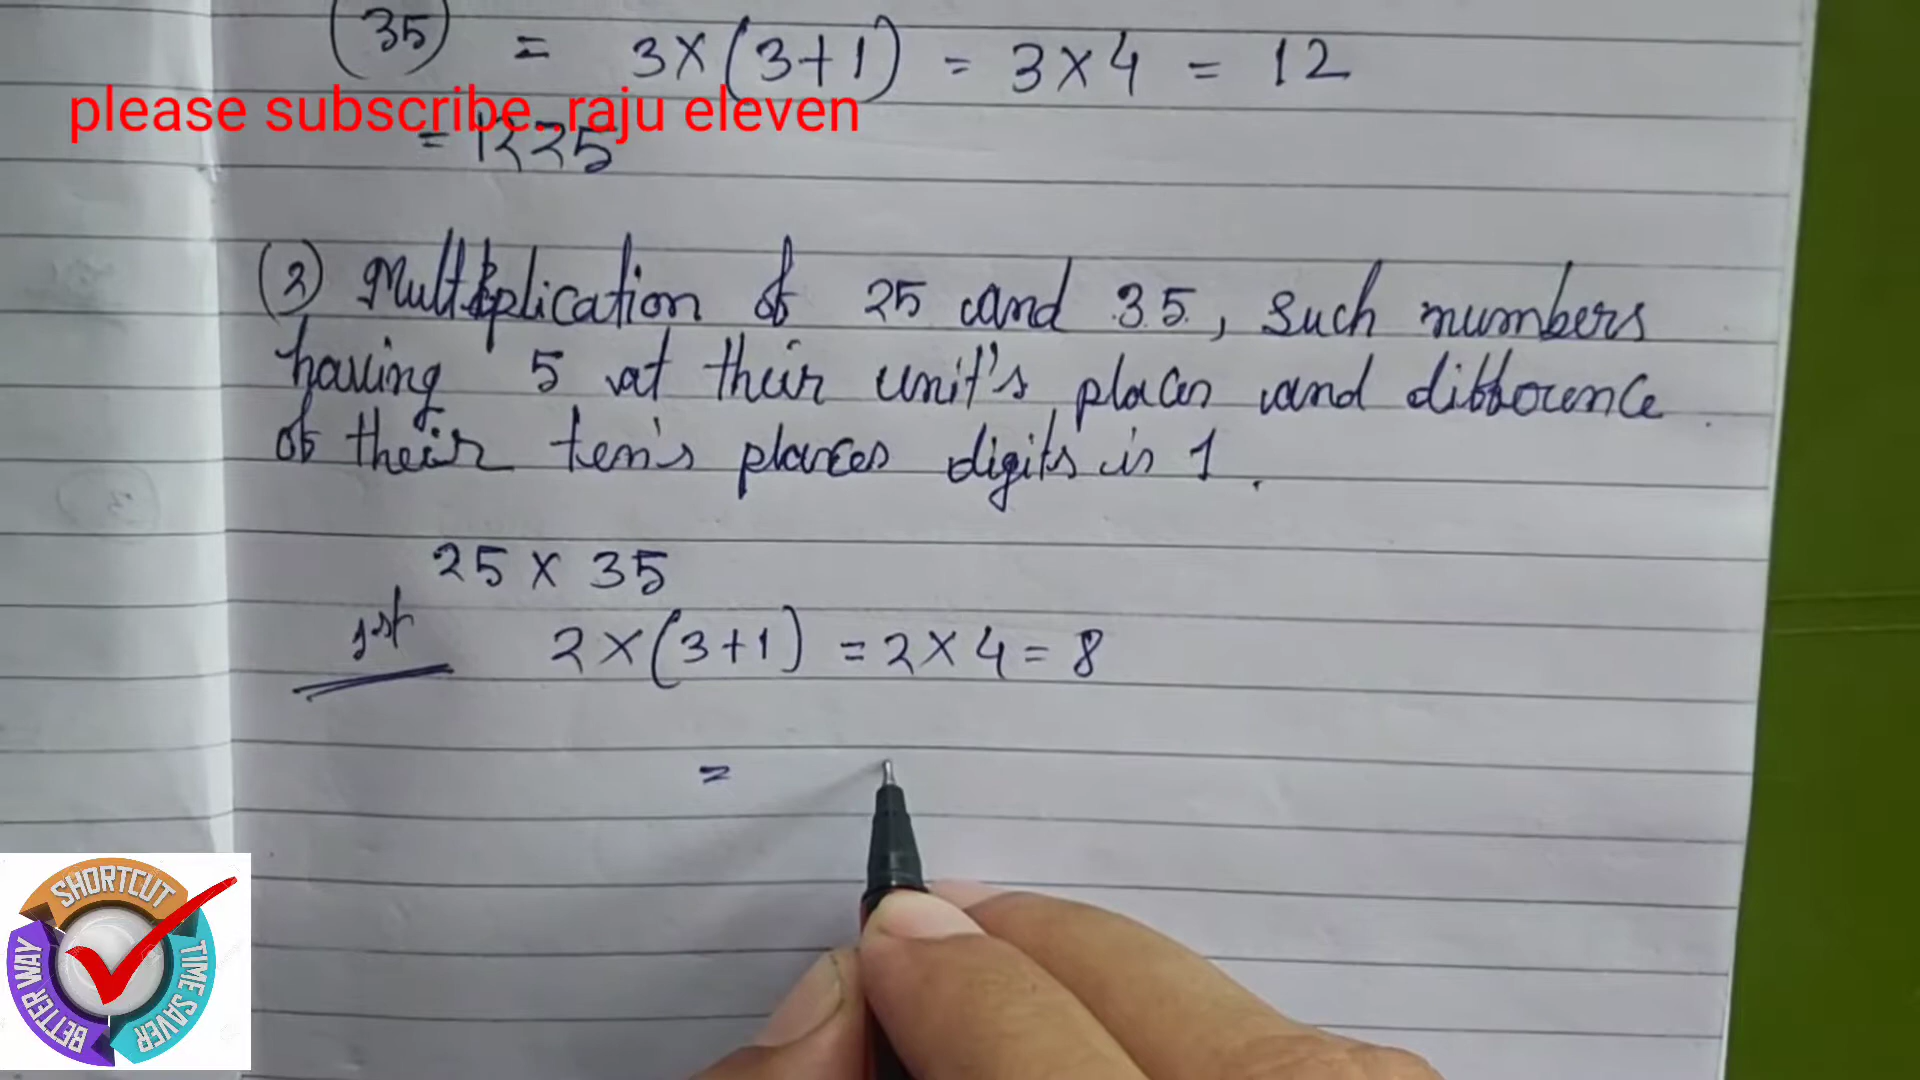 (35) = 3×(3+1) = 3×4 = 12
please subscribe..raju eleven
= 1225
(2) Multiplication of 25 and 35, such numbers
having 5 at their unit's places and difference
of their ten's places digits is 1.
25 × 35
1st 2×(3+1) = 2×4 = 8
=
SHORTCUT
BETTER WAY
TIME SAVER